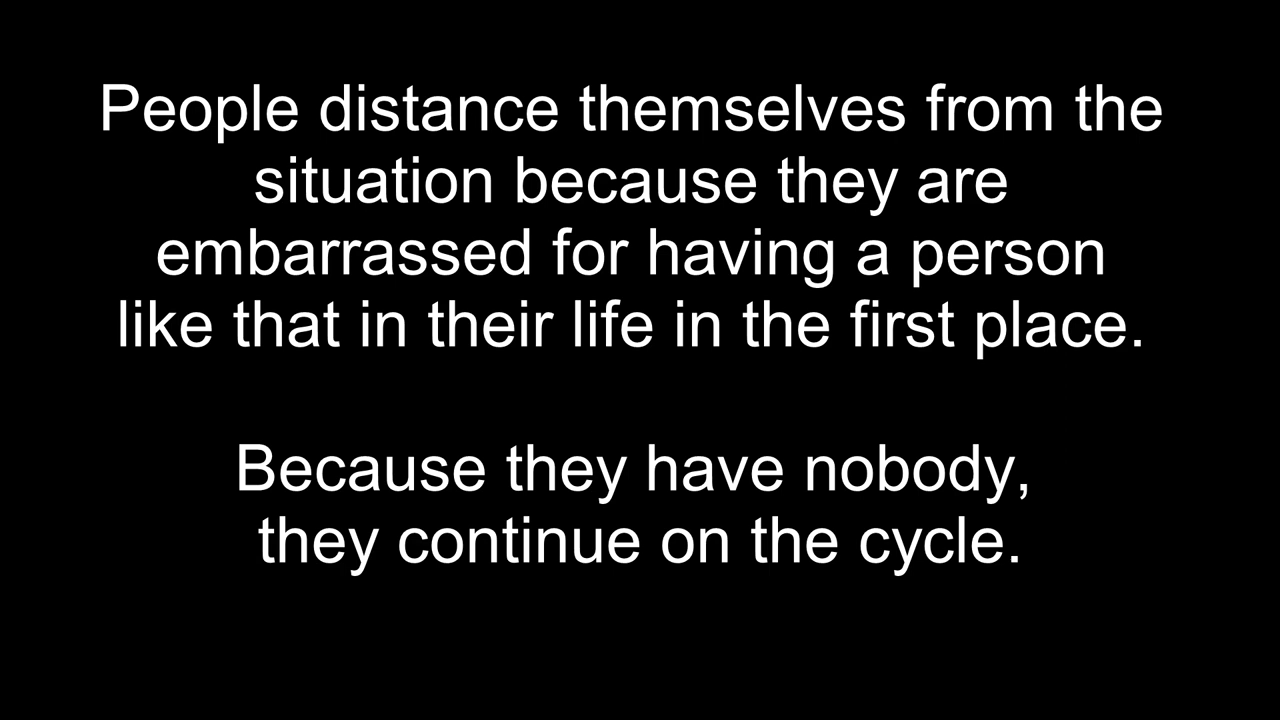 People distance themselves from the
situation because they are
embarrassed for having a person
like that in their life in the first place.
Because they have nobody,
they continue on the cycle.